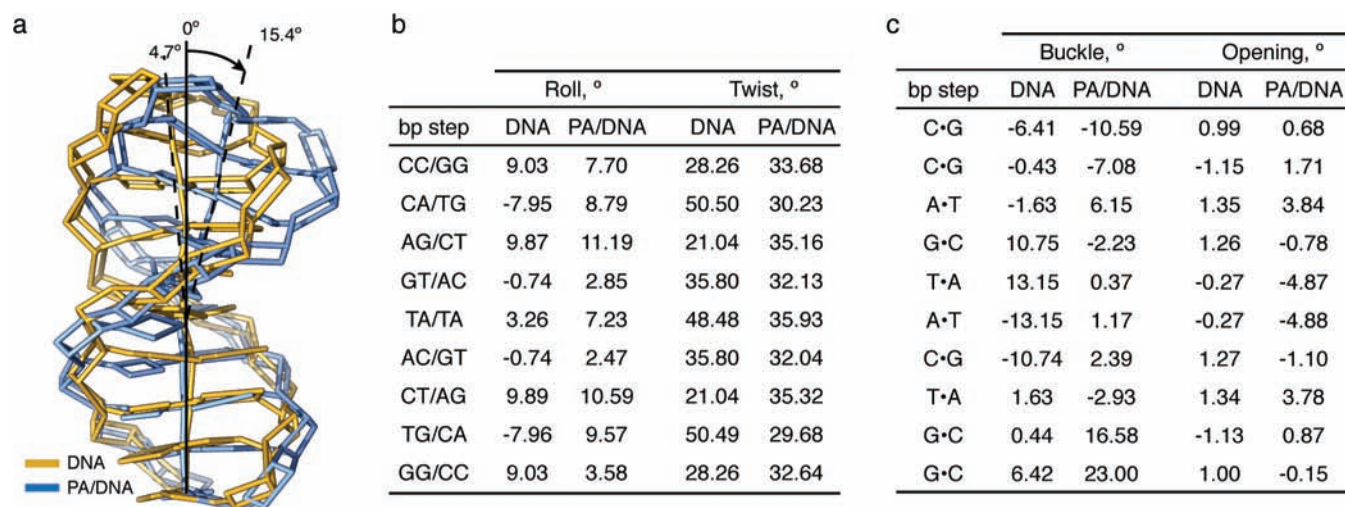 a
0°
4.7°
15.4°
DNA
PA/DNA
b
Roll, ° Twist, °
bp step DNA PA/DNA DNA PA/DNA
CC/GG 9.03 7.70 28.26 33.68
CA/TG -7.95 8.79 50.50 30.23
AG/CT 9.87 11.19 21.04 35.16
GT/AC -0.74 2.85 35.80 32.13
TA/TA 3.26 7.23 48.48 35.93
AC/GT -0.74 2.47 35.80 32.04
CT/AG 9.89 10.59 21.04 35.32
TG/CA -7.96 9.57 50.49 29.68
GG/CC 9.03 3.58 28.26 32.64
c
Buckle, ° Opening, °
bp step DNA PA/DNA DNA PA/DNA
C•G -6.41 -10.59 0.99 0.68
C•G -0.43 -7.08 -1.15 1.71
A•T -1.63 6.15 1.35 3.84
G•C 10.75 -2.23 1.26 -0.78
T•A 13.15 0.37 -0.27 -4.87
A•T -13.15 1.17 -0.27 -4.88
C•G -10.74 2.39 1.27 -1.10
T•A 1.63 -2.93 1.34 3.78
G•C 0.44 16.58 -1.13 0.87
G•C 6.42 23.00 1.00 -0.15